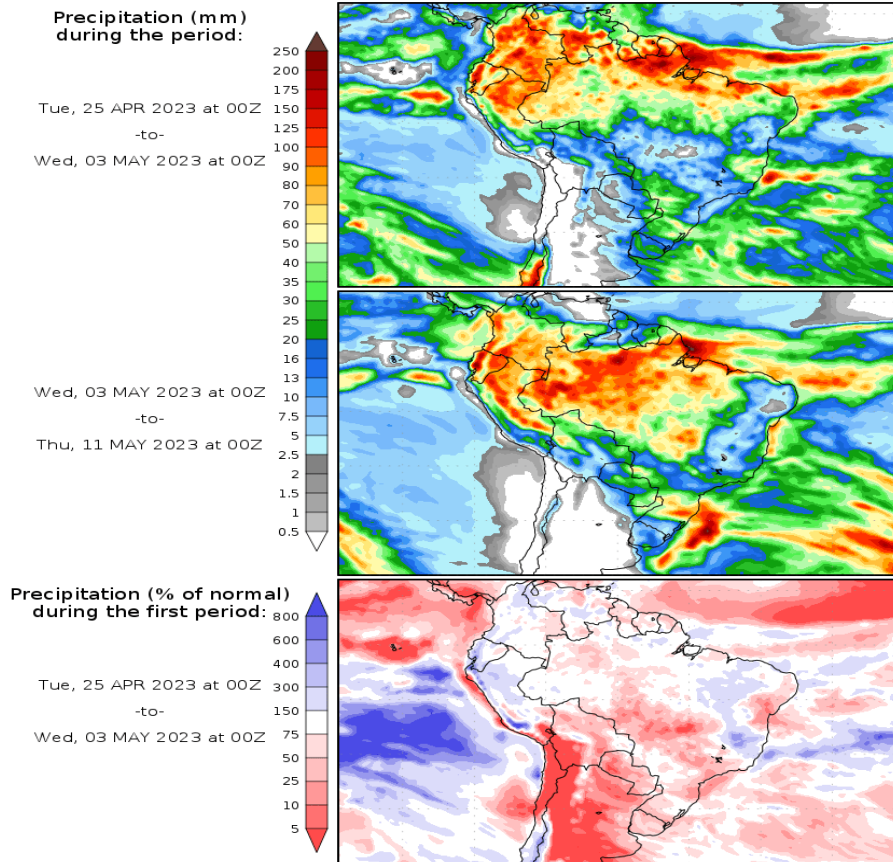 Precipitation (mm)
during the period:
Tue, 25 APR 2023 at 00Z
-to-
Wed, 03 MAY 2023 at 00Z
Wed, 03 MAY 2023 at 00Z
-to-
Thu, 11 MAY 2023 at 00Z
250
200
175
150
125
100
90
80
70
60
50
40
35
30
25
20
16
13
10
7.5
5
2.5
2
1.5
1
0.5
Precipitation (% of normal)
during the first period:
Tue, 25 APR 2023 at 00Z
-to-
Wed, 03 MAY 2023 at 00Z
800
600
400
300
150
75
50
25
10
5